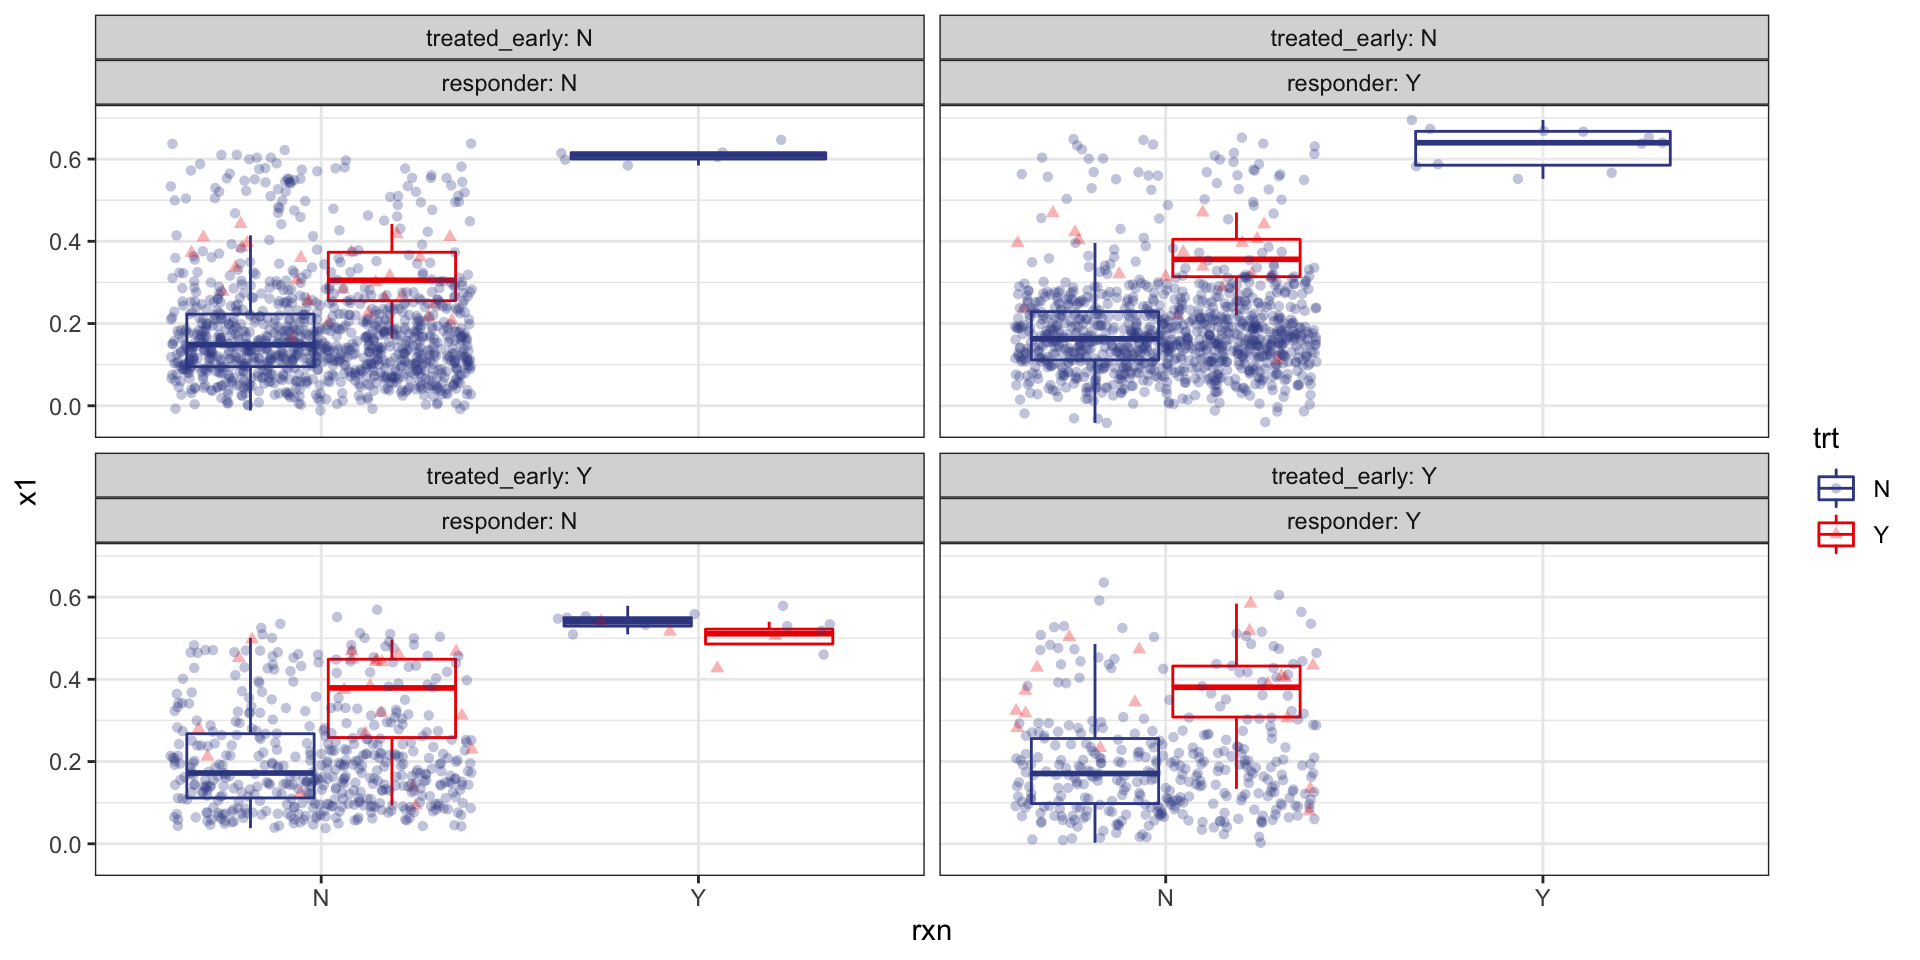 treated_early: N
responder: N
treated_early: N
responder: Y
0.6
0.4
0.2
0.0
treated_early: Y
responder: N
treated_early: Y
responder: Y
0.6
0.4
0.2
0.0
x1
N
Y
N
Y
rxn
trt
N
Y